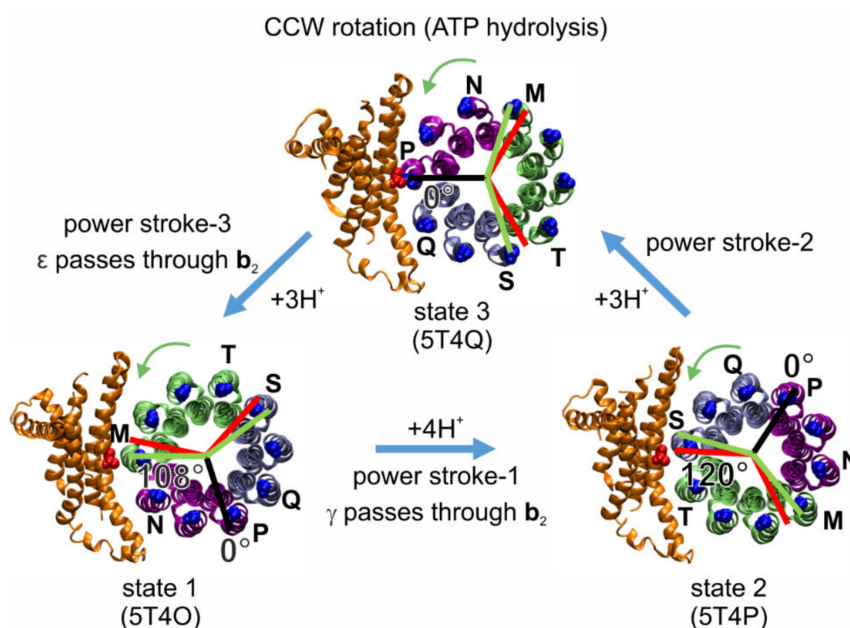 CCW rotation (ATP hydrolysis)
N M
P
0°
Q
S T
state 3
(5T4Q)
power stroke-3
ε passes through b₂
+3H⁺
power stroke-2
+3H⁺
T
S
M
108°
N
Q
P
0°
state 1
(5T4O)
+4H⁺
power stroke-1
γ passes through b₂
Q
0°
P
S
120°
N
T
M
state 2
(5T4P)